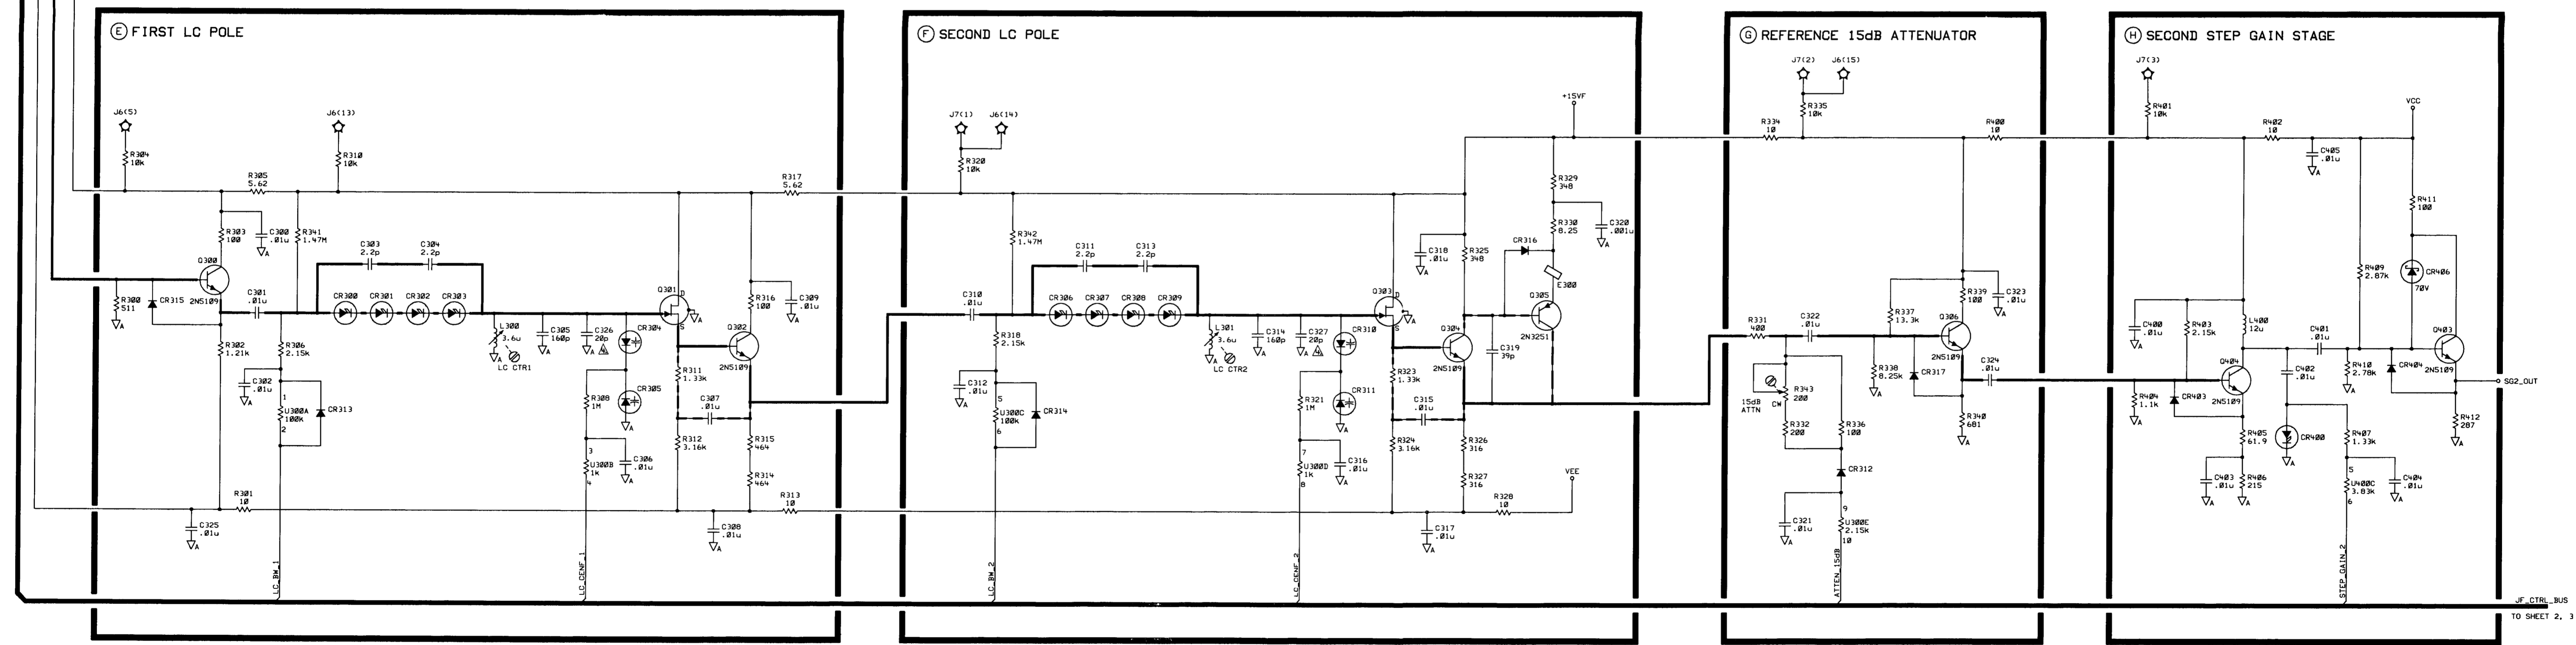 E FIRST LC POLE
J6(5)
J6(13)
R304
10k
R310
10k
R305
5.62
R317
5.62
R303
100
C300
.01u
A
R341
1.47M
C303
2.2p
C304
2.2p
Q300
2N5109
R300
511
A
CR315
C301
.01u
CR300
CR301
CR302
CR303
Q301
D
S
A
R316
100
C309
.01u
A
L300
3.6u
A
LC CTR1
C305
160p
A
C326
20p
A
4
CR304
CR305
A
Q302
2N5109
R302
1.21k
R306
2.15k
C302
.01u
A
1
U300A
100k
2
CR313
R308
1M
R311
1.33k
C307
.01u
R312
3.16k
R315
464
R314
464
3
U300B
1k
4
C306
.01u
A
R301
10
R313
10
C325
.01u
A
C308
.01u
A
LC_BW_1
LC_CENF_1
F SECOND LC POLE
J7(1)
J6(14)
+15VF
R320
10k
R329
348
R330
8.25
C320
.001u
A
R342
1.47M
C311
2.2p
C313
2.2p
C318
.01u
A
R325
348
CR316
E300
C310
.01u
CR306
CR307
CR308
CR309
Q303
D
S
A
Q305
2N3251
R318
2.15k
L301
3.6u
A
LC CTR2
C314
160p
A
C327
20p
A
4
CR310
CR311
A
Q304
2N5109
C319
39p
C312
.01u
A
5
U300C
100k
6
CR314
R321
1M
R323
1.33k
C315
.01u
R324
3.16k
R326
316
R327
316
7
U300D
1k
8
C316
.01u
A
R328
10
VEE
C317
.01u
A
LC_BW_2
LC_CENF_2
G REFERENCE 15dB ATTENUATOR
J7(2)
J6(15)
R335
10k
R334
10
R400
10
R331
400
C322
.01u
R337
13.3k
R339
100
C323
.01u
A
Q306
2N5109
R338
8.25k
A
CR317
C324
.01u
15dB
ATTN
R343
200
CW
R332
200
R336
100
R340
681
A
CR312
C321
.01u
A
9
U300E
2.15k
10
ATTEN_15dB
H SECOND STEP GAIN STAGE
J7(3)
R401
10k
R402
10
VCC
C405
.01u
A
R411
100
R409
2.87k
CR406
70V
C400
.01u
A
R403
2.15k
L400
12u
C401
.01u
Q403
2N5109
Q404
2N5109
C402
.01u
R410
2.78k
A
CR404
SG2_OUT
R404
1.1k
A
CR403
R405
61.9
CR400
A
R407
1.33k
R412
287
A
C403
.01u
A
R406
215
A
5
U400C
3.83k
6
C404
.01u
A
STEP_GAIN_2
JF_CTRL_BUS
TO SHEET 2, 3